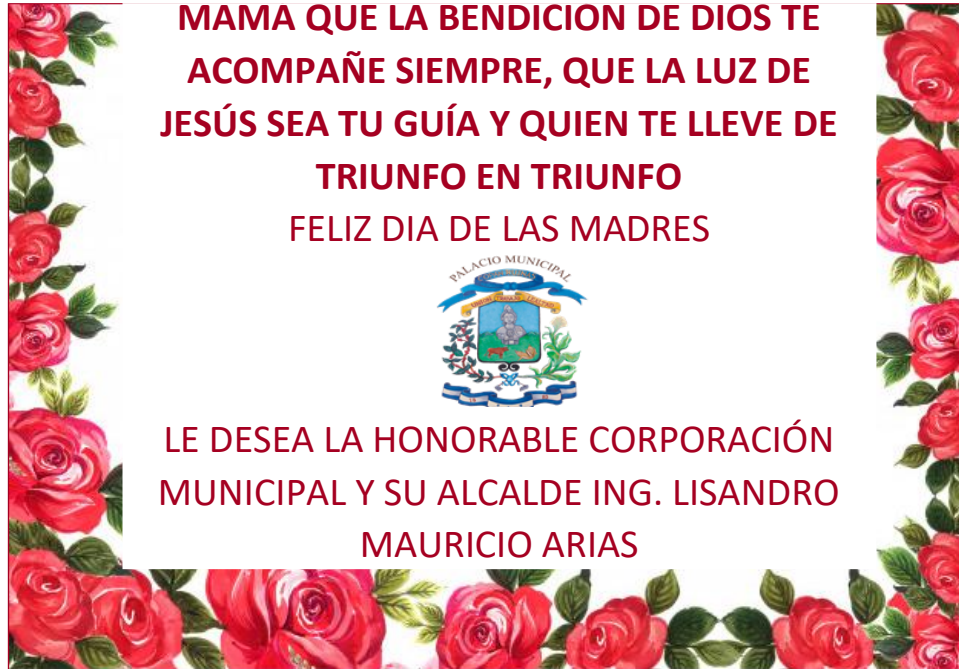 MAMA QUE LA BENDICION DE DIOS TE
ACOMPAÑE SIEMPRE, QUE LA LUZ DE
JESÚS SEA TU GUÍA Y QUIEN TE LLEVE DE
TRIUNFO EN TRIUNFO
FELIZ DIA DE LAS MADRES
PALACIO MUNICIPAL
LE DESEA LA HONORABLE CORPORACIÓN
MUNICIPAL Y SU ALCALDE ING. LISANDRO
MAURICIO ARIAS